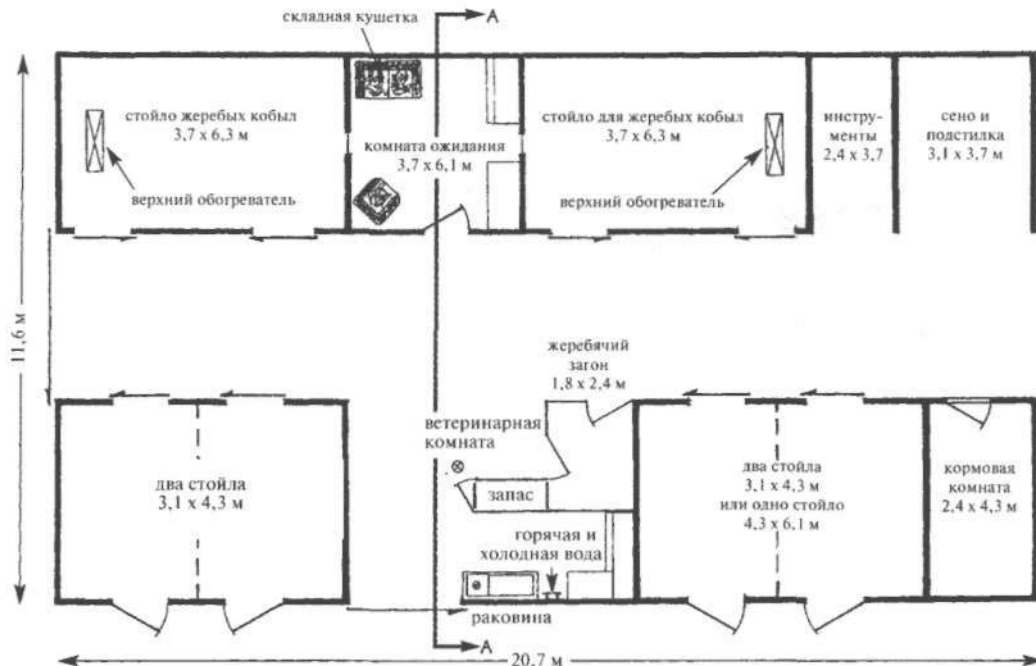 складная кушетка
A
стойло жеребых кобыл
3,7 х 6,3 м
верхний обогреватель
комната ожидания
3,7 х 6,1 м
стойло для жеребых кобыл
3,7 х 6,3 м
верхний обогреватель
инстру-
менты
2,4 х 3,7
сено и
подстилка
3,1 х 3,7 м
11,6 м
жеребячий
загон
1,8 х 2,4 м
ветеринарная
комната
запас
два стойла
3,1 х 4,3 м
горячая и
холодная вода
раковина
два стойла
3,1 х 4,3 м
или одно стойло
4,3 х 6,1 м
кормовая
комната
2,4 х 4,3 м
A
20,7 м